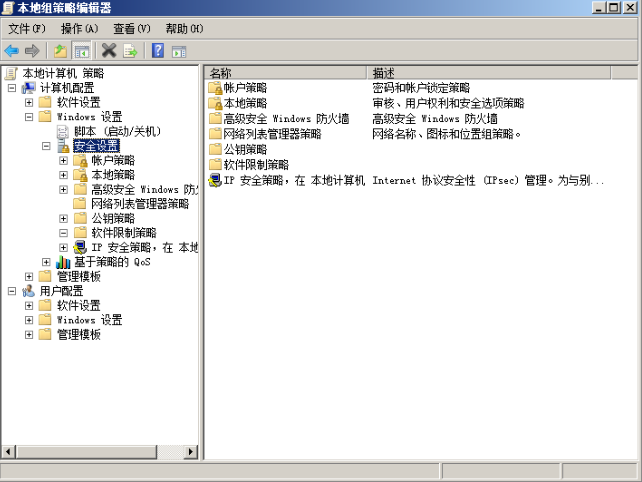 本地组策略编辑器
文件(F) 操作(A) 查看(V) 帮助(H)
本地计算机 策略
计算机配置
软件设置
Windows 设置
脚本 (启动/关机)
安全设置
帐户策略
本地策略
高级安全 Windows 防火
网络列表管理器策略
公钥策略
软件限制策略
IP 安全策略，在 本地
基于策略的 QoS
管理模板
用户配置
软件设置
Windows 设置
管理模板
名称 描述
帐户策略 密码和帐户锁定策略
本地策略 审核、用户权利和安全选项策略
高级安全 Windows 防火墙 高级安全 Windows 防火墙
网络列表管理器策略 网络名称、图标和位置组策略。
公钥策略
软件限制策略
IP 安全策略，在 本地计算机 Internet 协议安全性 (IPsec) 管理。为与别...